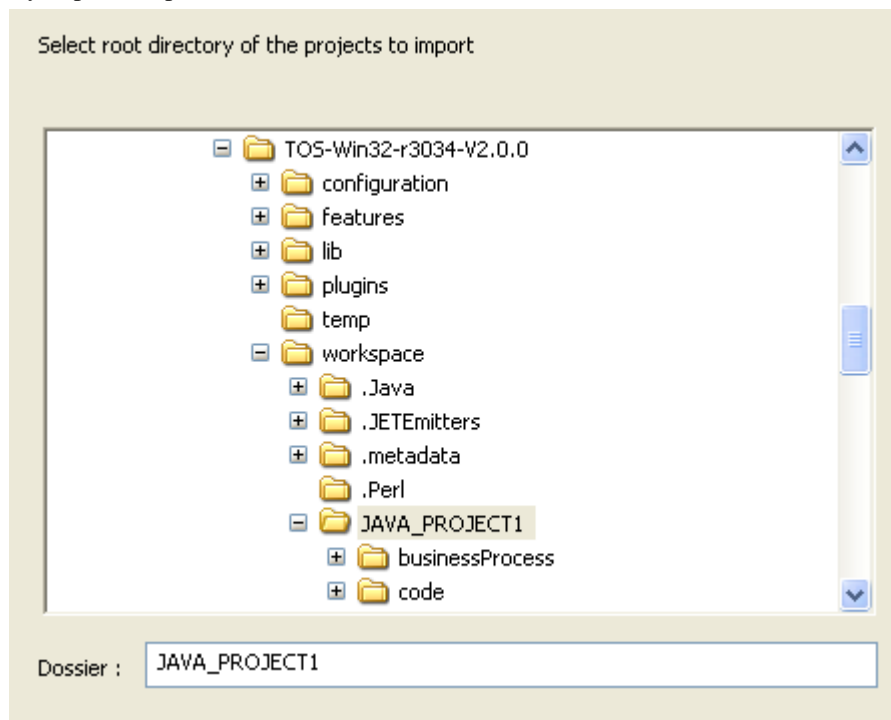 Select root directory of the projects to import
TOS-Win32-r3034-V2.0.0
configuration
features
lib
plugins
temp
workspace
.Java
.JETEmitters
.metadata
.Perl
JAVA_PROJECT1
businessProcess
code
Dossier : JAVA_PROJECT1